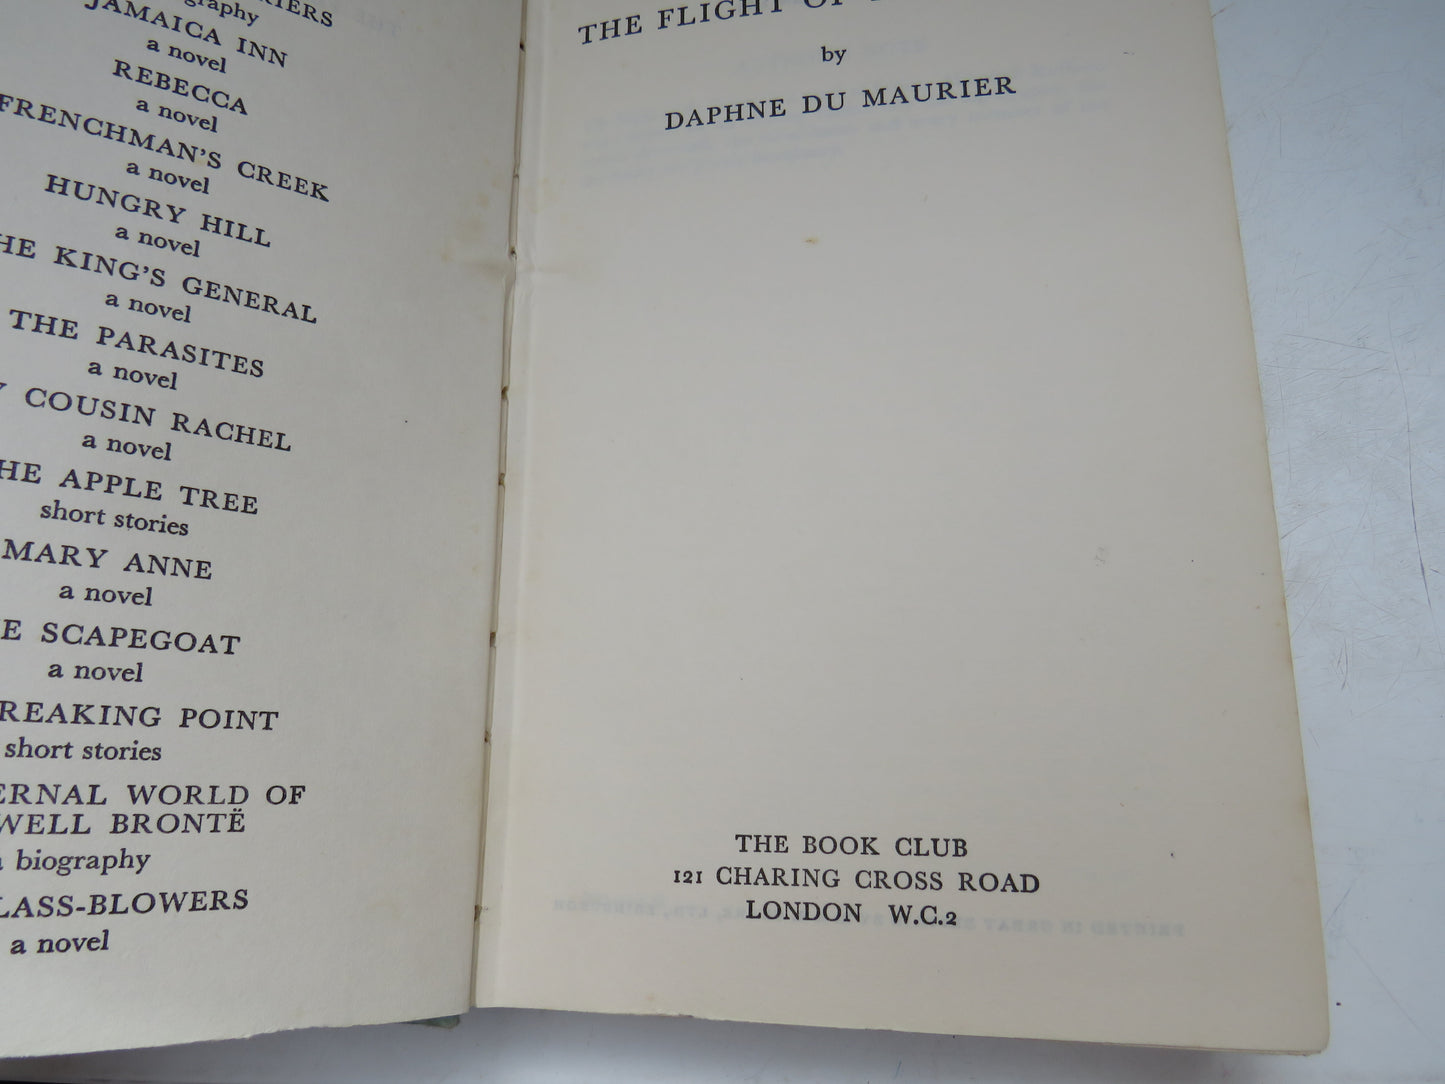 RIERS
graphy
JAMAICA INN
a novel
REBECCA
a novel
FRENCHMAN'S CREEK
a novel
HUNGRY HILL
a novel
HE KING'S GENERAL
a novel
THE PARASITES
a novel
COUSIN RACHEL
a novel
HE APPLE TREE
short stories
MARY ANNE
a novel
E SCAPEGOAT
a novel
REAKING POINT
short stories
ERNAL WORLD OF
WELL BRONTË
a biography
LASS-BLOWERS
a novel
THE FLIGHT OF
by
DAPHNE DU MAURIER
THE BOOK CLUB
121 CHARING CROSS ROAD
LONDON W.C.2